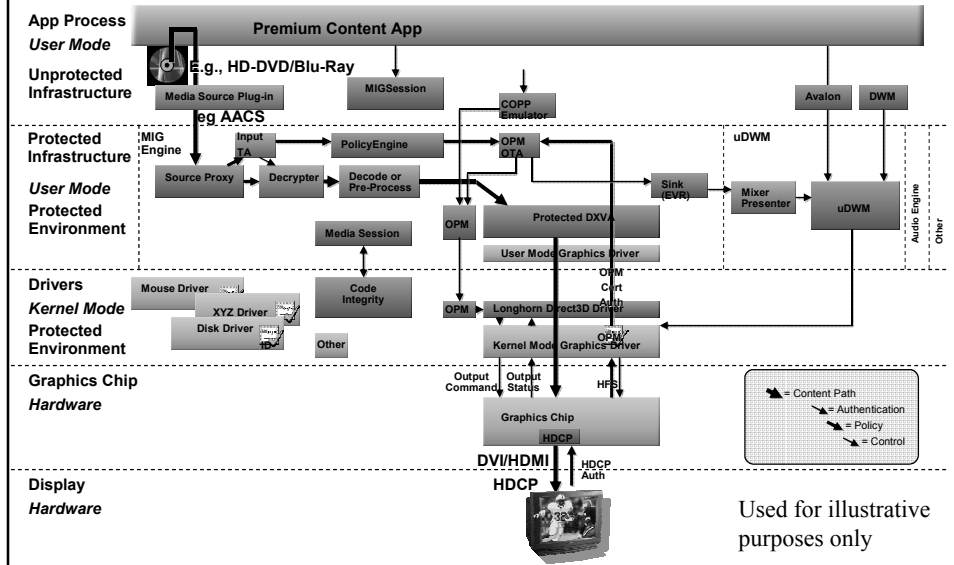 App Process
User Mode
Premium Content App
E.g., HD-DVD/Blu-Ray
Unprotected
Infrastructure
Media Source Plug-in
eg AACS
MIGSession
COPP
Emulator
Avalon
DWM
Protected
Infrastructure
User Mode
Protected
Environment
MIG
Engine
Input
TA
PolicyEngine
OPM
OTA
uDWM
Source Proxy
Decrypter
Decode or
Pre-Process
Sink
(EVR)
Mixer
Presenter
uDWM
Audio Engine
Other
OPM
Protected DXVA
Media Session
User Mode Graphics Driver
OPM
Cert
Auth
Drivers
Kernel Mode
Protected
Environment
Mouse Driver
XYZ Driver
Disk Driver
ID
Code
Integrity
Other
OPM
Longhorn Direct3D Driver
OPM
Kernel Mode Graphics Driver
Graphics Chip
Hardware
Output
Command
Output
Status
HFS
Graphics Chip
HDCP
= Content Path
= Authentication
= Policy
= Control
DVI/HDMI
HDCP
HDCP
Auth
Display
Hardware
32
Used for illustrative
purposes only